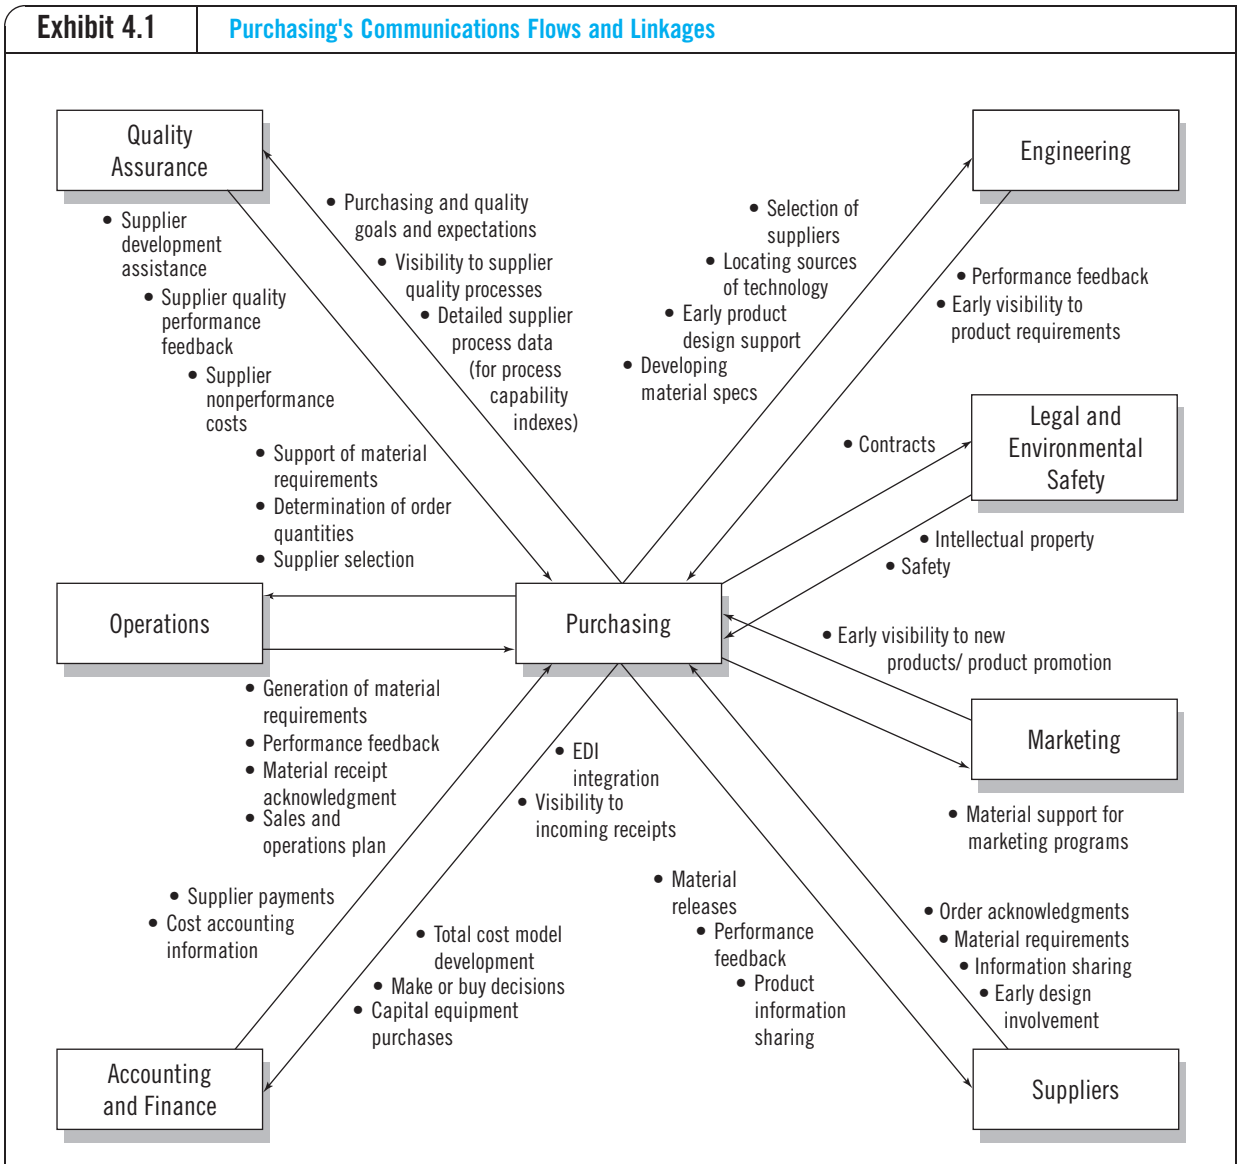 Exhibit 4.1
Purchasing's Communications Flows and Linkages
Quality
Assurance
Engineering
• Purchasing and quality
goals and expectations
• Visibility to supplier
quality processes
• Detailed supplier
process data
(for process
capability
indexes)
• Supplier
development
assistance
• Supplier quality
performance
feedback
• Supplier
nonperformance
costs
• Selection of
suppliers
• Locating sources
of technology
• Early product
design support
• Developing
material specs
• Performance feedback
• Early visibility to
product requirements
Legal and
Environmental
Safety
• Contracts
• Intellectual property
• Safety
• Support of material
requirements
• Determination of order
quantities
• Supplier selection
Operations
Purchasing
• Early visibility to new
products/ product promotion
• Generation of material
requirements
• Performance feedback
• Material receipt
acknowledgment
• Sales and
operations plan
Marketing
• Material support for
marketing programs
• EDI
integration
• Visibility to
incoming receipts
• Supplier payments
• Cost accounting
information
• Total cost model
development
• Make or buy decisions
• Capital equipment
purchases
• Material
releases
• Performance
feedback
• Product
information
sharing
• Order acknowledgments
• Material requirements
• Information sharing
• Early design
involvement
Accounting
and Finance
Suppliers